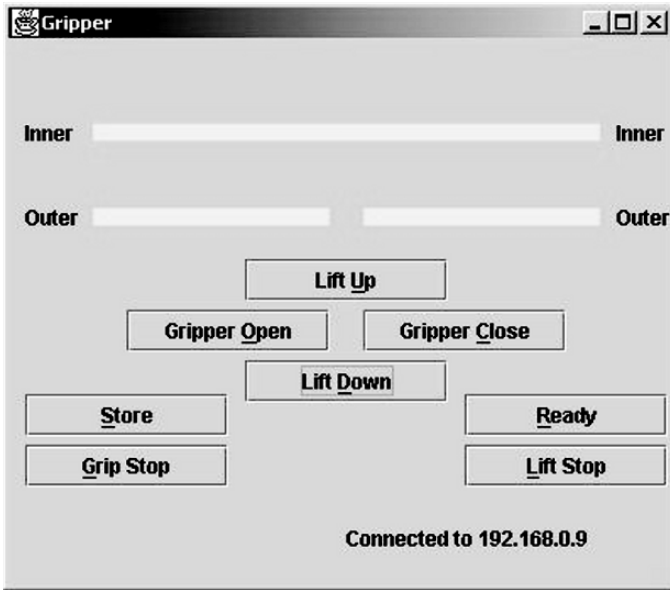 Gripper
Inner Inner
Outer Outer
Lift Up
Gripper Open Gripper Close
Lift Down
Store Ready
Grip Stop Lift Stop
Connected to 192.168.0.9